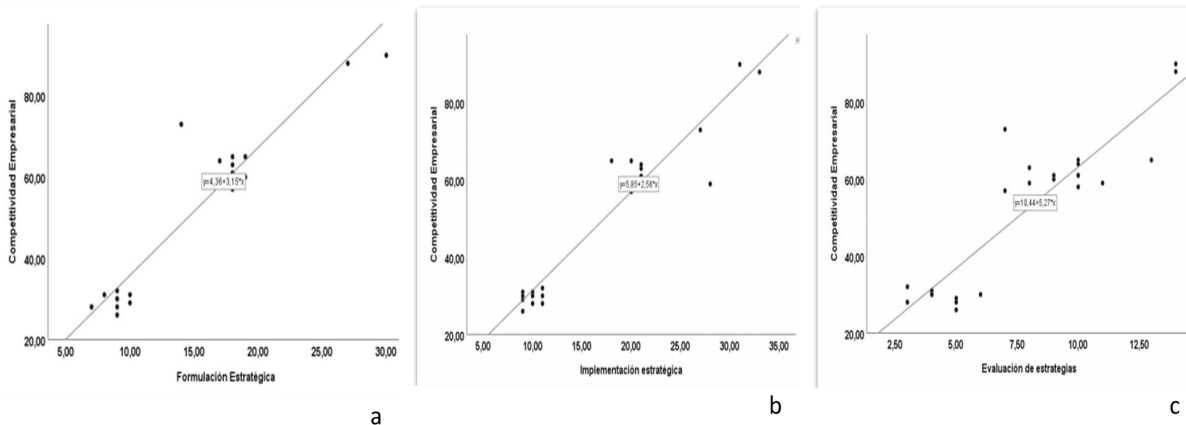 Competitividad Empresarial
80,00
60,00
40,00
20,00
y=4,36+3,15*x
5,00 10,00 15,00 20,00 25,00 30,00
Formulación Estratégica
a
Competitividad Empresarial
80,00
60,00
40,00
20,00
y=5,85+2,56*x
5,00 10,00 15,00 20,00 25,00 30,00 35,00
Implementación estratégica
b
Competitividad Empresarial
80,00
60,00
40,00
20,00
y=10,44+5,27*x
2,50 5,00 7,50 10,00 12,50
Evaluación de estrategias
c